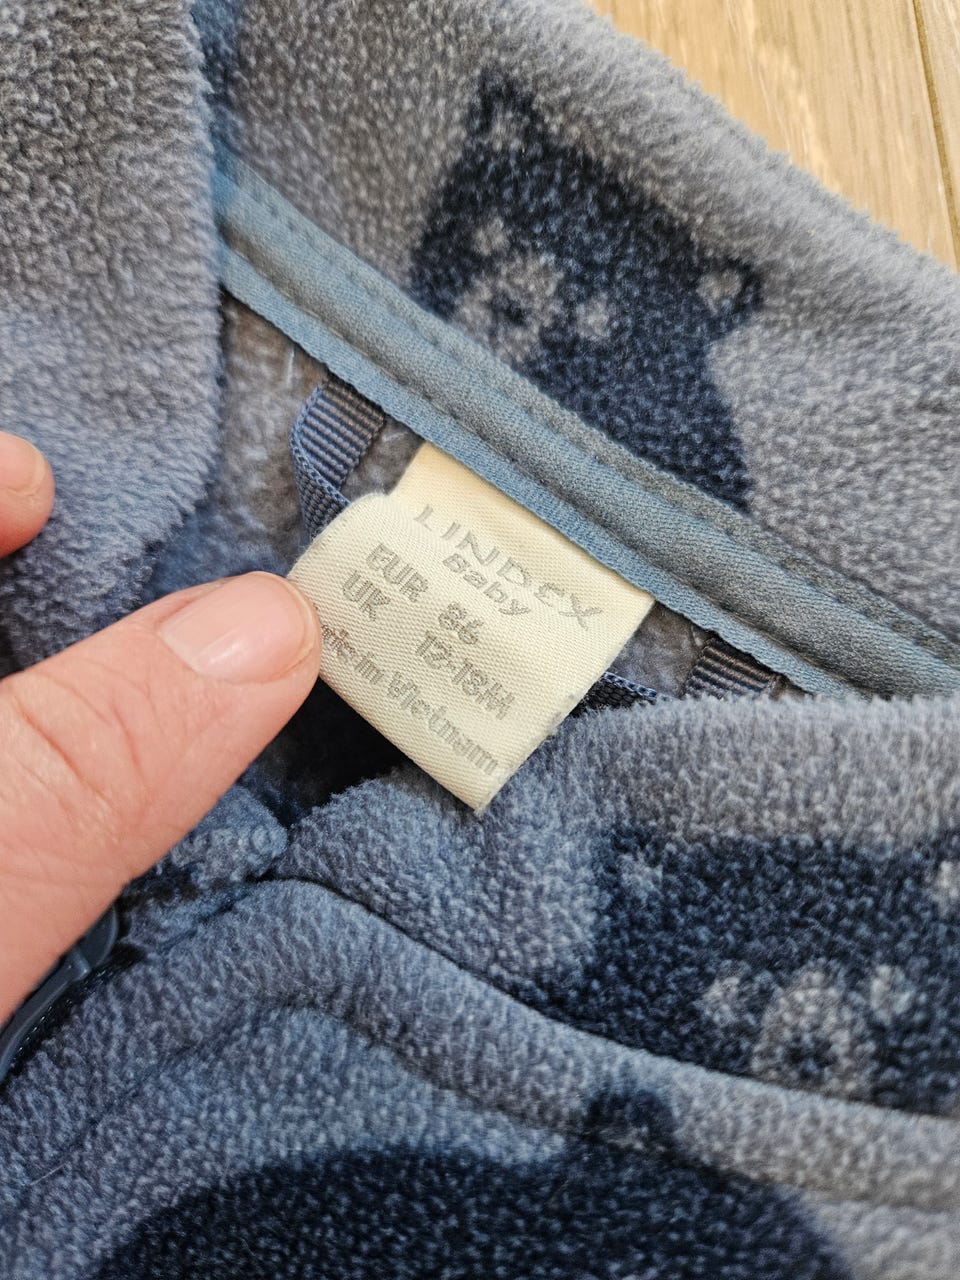 LINDEX
Baby
EUR 86
UK 12-18M
Made in Vietnam